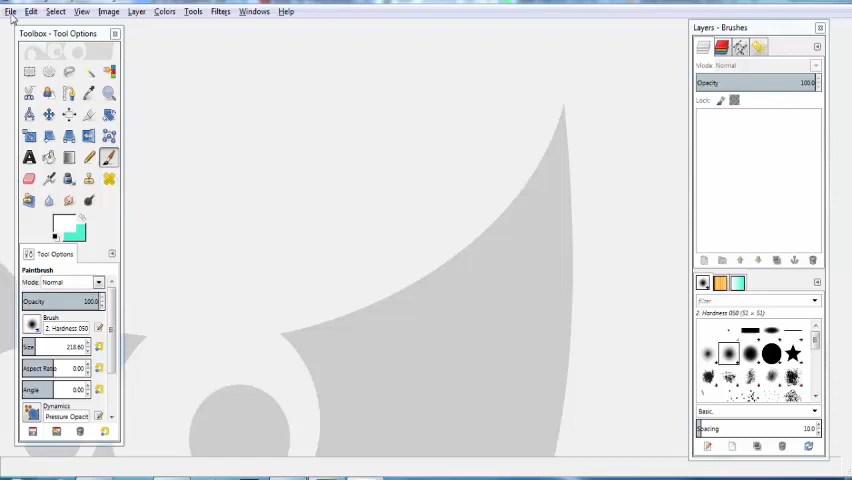 File Edit Select View Image Layer Colors Tools Filters Windows Help
Toolbox - Tool Options
Tool Options
Paintbrush
Mode: Normal
Opacity 100.0
Brush
2. Hardness 050
Size 218.60
Aspect Ratio 0.00
Angle 0.00
Dynamics
Pressure Opacit
Layers - Brushes
Mode: Normal
Opacity 100.0
Lock:
filter
2. Hardness 050 (51 × 51)
Basic,
Spacing 10.0